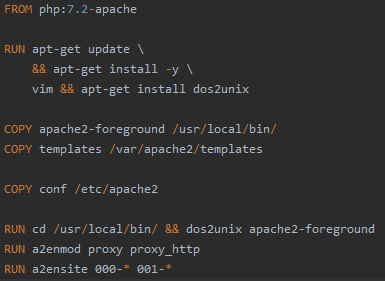 FROM php:7.2-apache
RUN apt-get update \
    && apt-get install -y \
    vim && apt-get install dos2unix
COPY apache2-foreground /usr/local/bin/
COPY templates /var/apache2/templates
COPY conf /etc/apache2
RUN cd /usr/local/bin/ && dos2unix apache2-foreground
RUN a2enmod proxy proxy_http
RUN a2ensite 000-* 001-*